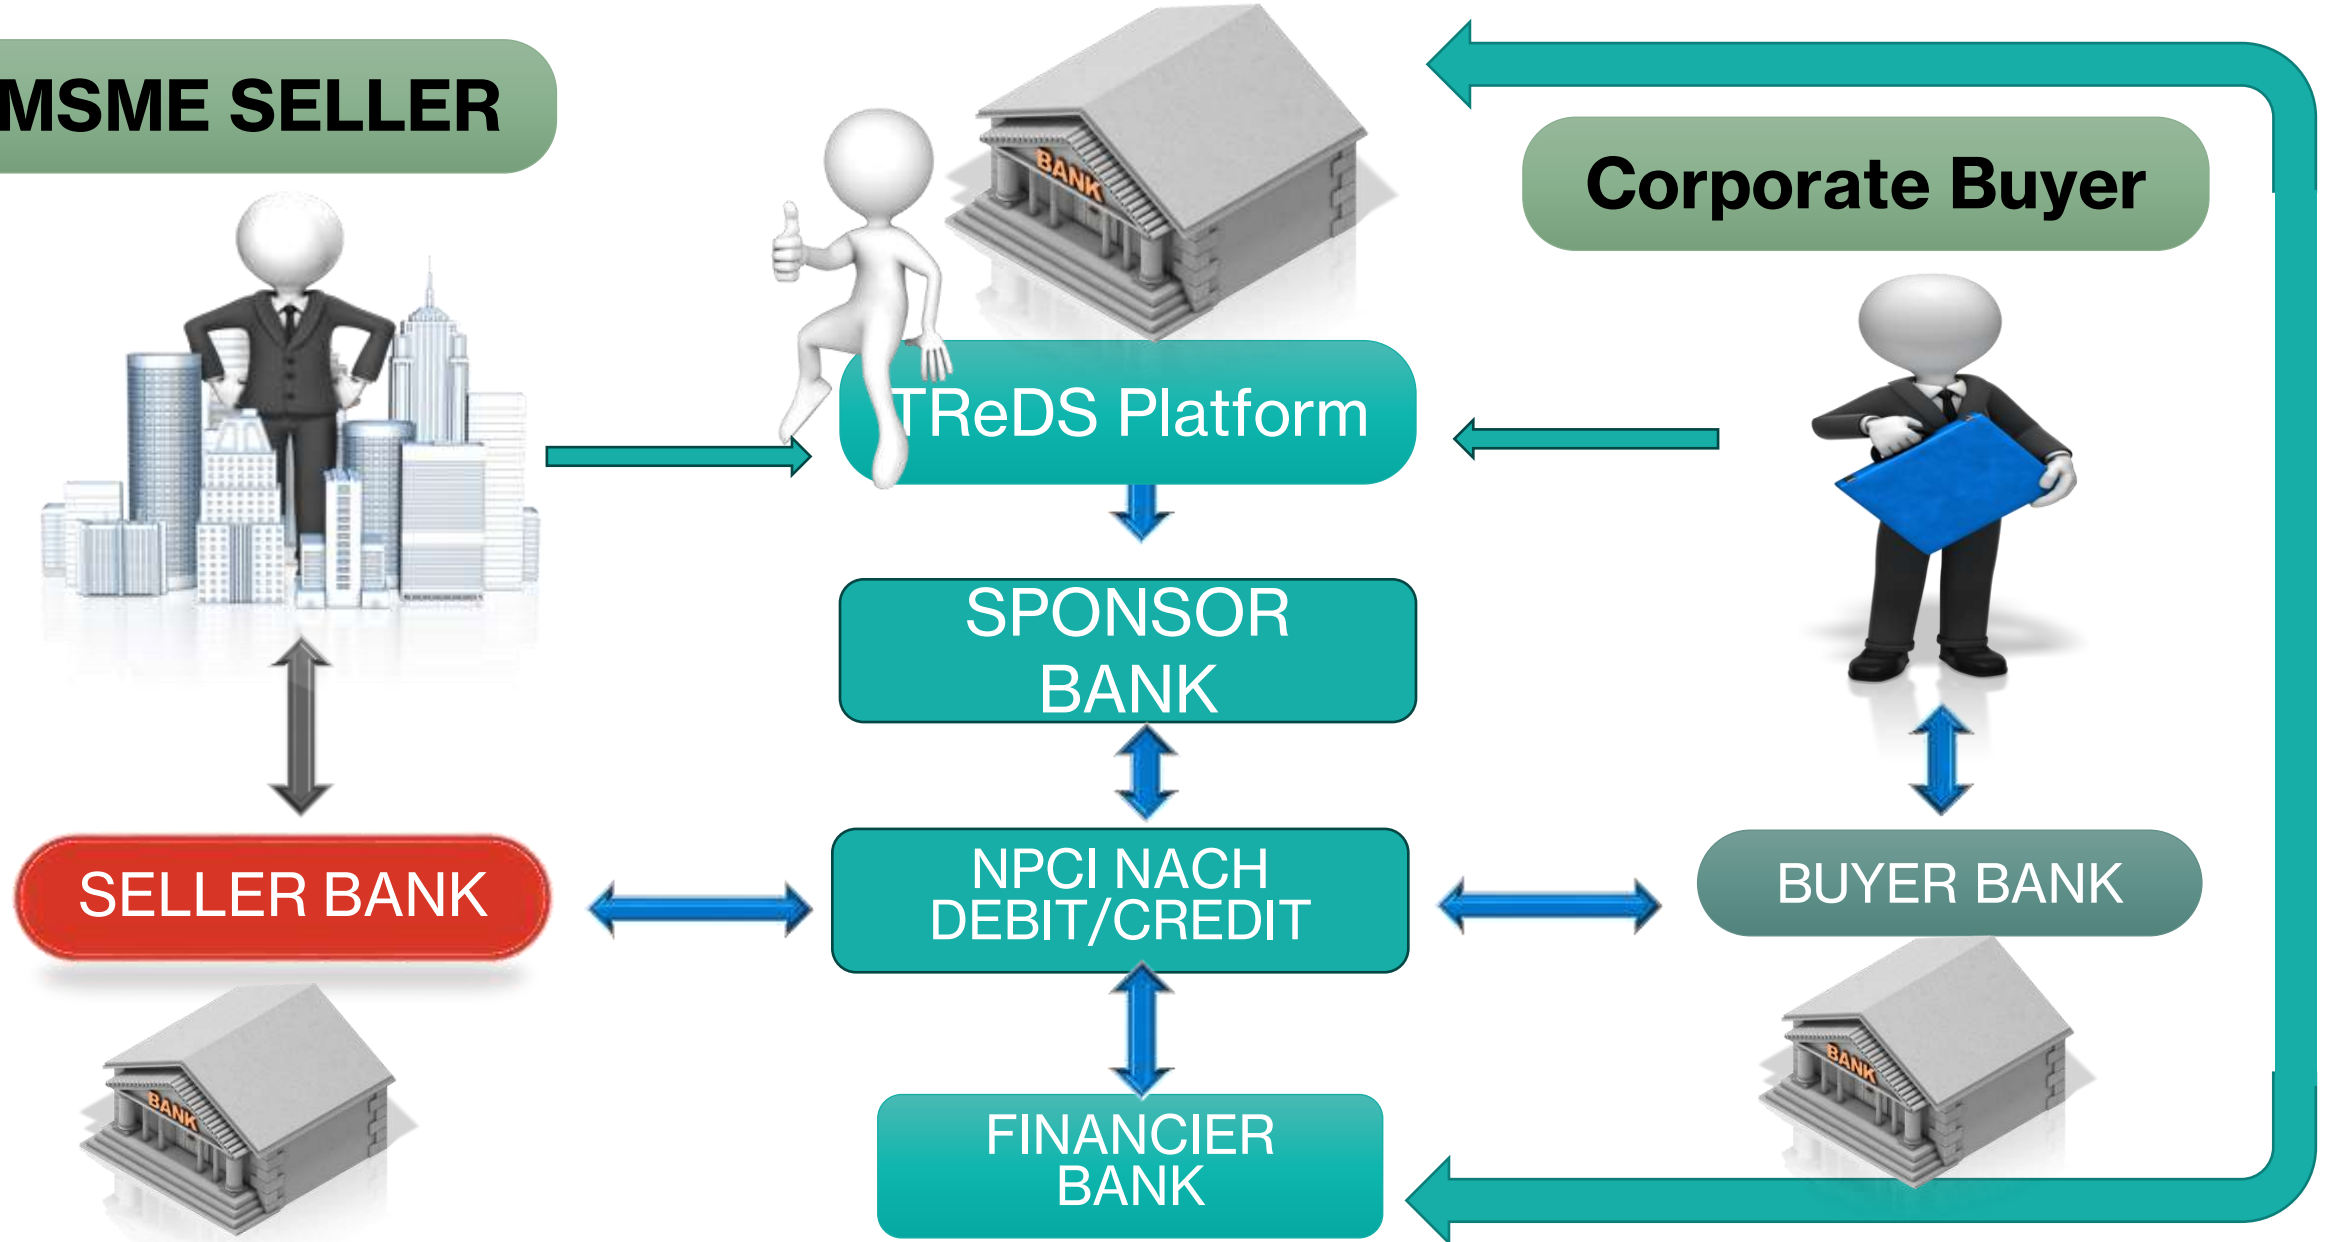 MSME SELLER
BANK
Corporate Buyer
TReDS Platform
SPONSOR
BANK
SELLER BANK
NPCI NACH
DEBIT/CREDIT
BUYER BANK
BANK
BANK
FINANCIER
BANK